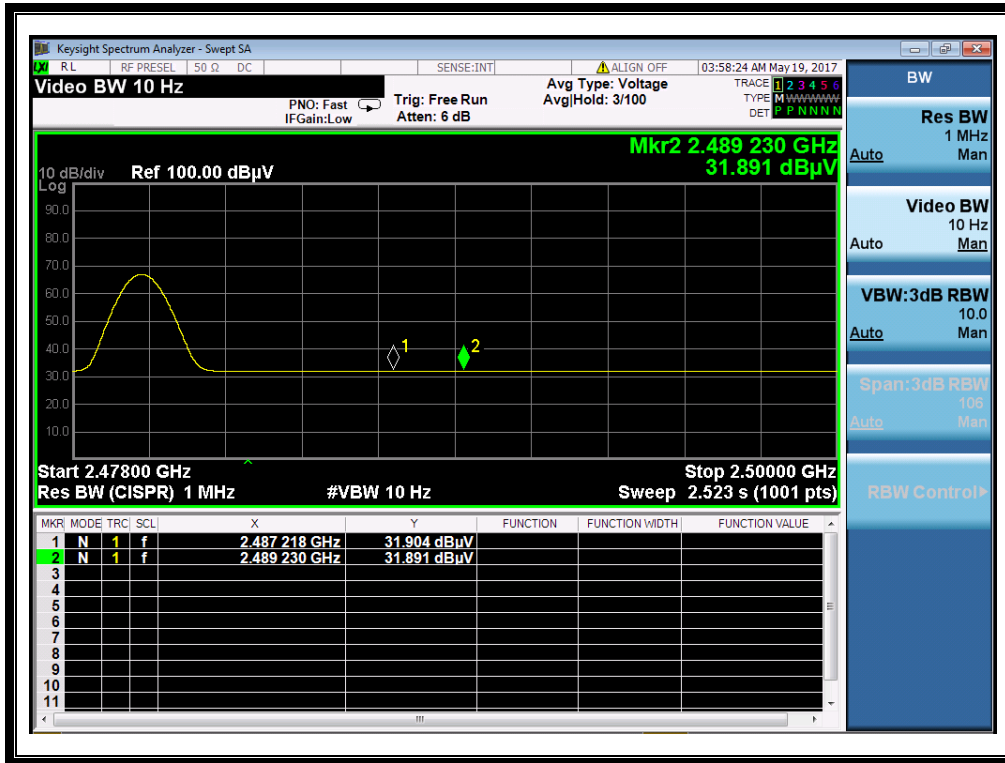 Keysight Spectrum Analyzer - Swept SA
LXI RL RF PRESEL 50 Ω DC SENSE:INT ALIGN OFF 03:58:24 AM May 19, 2017
Video BW 10 Hz
PNO: Fast
IFGain:Low
Trig: Free Run
Atten: 6 dB
Avg Type: Voltage
Avg|Hold: 3/100
TRACE 1 2 3 4 5 6
TYPE M WWWWW
DET P P N N N N
Mkr2 2.489 230 GHz
31.891 dBµV
10 dB/div Ref 100.00 dBµV
Log
90.0
80.0
70.0
60.0
50.0
40.0
30.0
20.0
10.0
1
2
Start 2.47800 GHz Stop 2.50000 GHz
Res BW (CISPR) 1 MHz #VBW 10 Hz Sweep 2.523 s (1001 pts)
MKR MODE TRC SCL X Y FUNCTION FUNCTION WIDTH FUNCTION VALUE
1 N 1 f 2.487 218 GHz 31.904 dBµV
2 N 1 f 2.489 230 GHz 31.891 dBµV
3
4
5
6
7
8
9
10
11
BW
Res BW
1 MHz
Auto Man
Video BW
10 Hz
Auto Man
VBW:3dB RBW
10.0
Auto Man
Span:3dB RBW
106
Auto Man
RBW Control